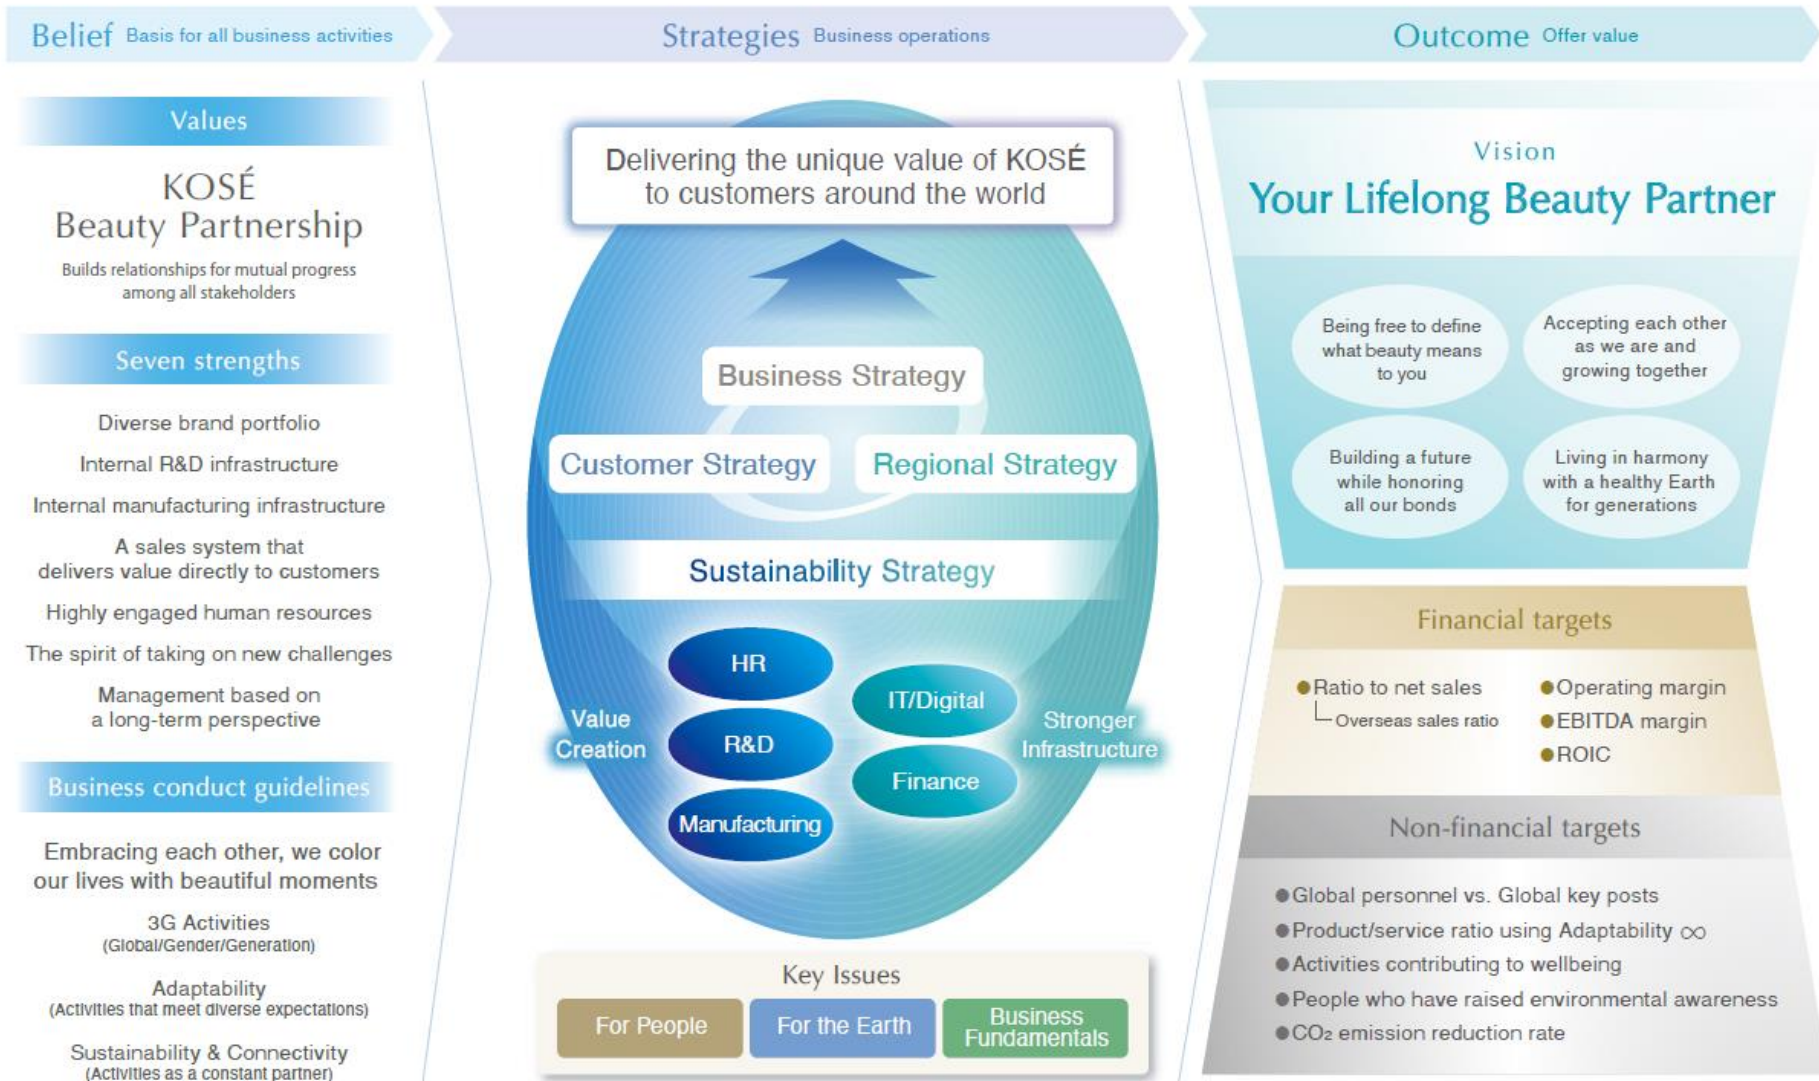 Belief Basis for all business activities
Strategies Business operations
Outcome Offer value
Values
KOSÉ
Beauty Partnership
Builds relationships for mutual progress
among all stakeholders
Seven strengths
Diverse brand portfolio
Internal R&D infrastructure
Internal manufacturing infrastructure
A sales system that
delivers value directly to customers
Highly engaged human resources
The spirit of taking on new challenges
Management based on
a long-term perspective
Business conduct guidelines
Embracing each other, we color
our lives with beautiful moments
3G Activities
(Global/Gender/Generation)
Adaptability
(Activities that meet diverse expectations)
Sustainability & Connectivity
(Activities as a constant partner)
Delivering the unique value of KOSÉ
to customers around the world
Business Strategy
Customer Strategy
Regional Strategy
Sustainability Strategy
Value
Creation
HR
R&D
Manufacturing
IT/Digital
Finance
Stronger
Infrastructure
Key Issues
For People
For the Earth
Business
Fundamentals
Vision
Your Lifelong Beauty Partner
Being free to define
what beauty means
to you
Accepting each other
as we are and
growing together
Building a future
while honoring
all our bonds
Living in harmony
with a healthy Earth
for generations
Financial targets
●Ratio to net sales
Overseas sales ratio
●Operating margin
●EBITDA margin
●ROIC
Non-financial targets
●Global personnel vs. Global key posts
●Product/service ratio using Adaptability ∞
●Activities contributing to wellbeing
●People who have raised environmental awareness
●CO₂ emission reduction rate